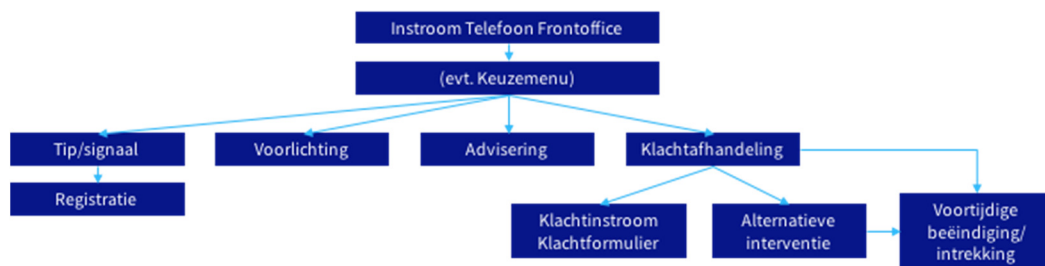 Instroom Telefoon Frontoffice
(evt. Keuzemenu)
Tip/signaal
Voorlichting
Advisering
Klachtafhandeling
Registratie
Klachtinstroom
Klachtformulier
Alternatieve
interventie
Voortijdige
beëindiging/
intrekking